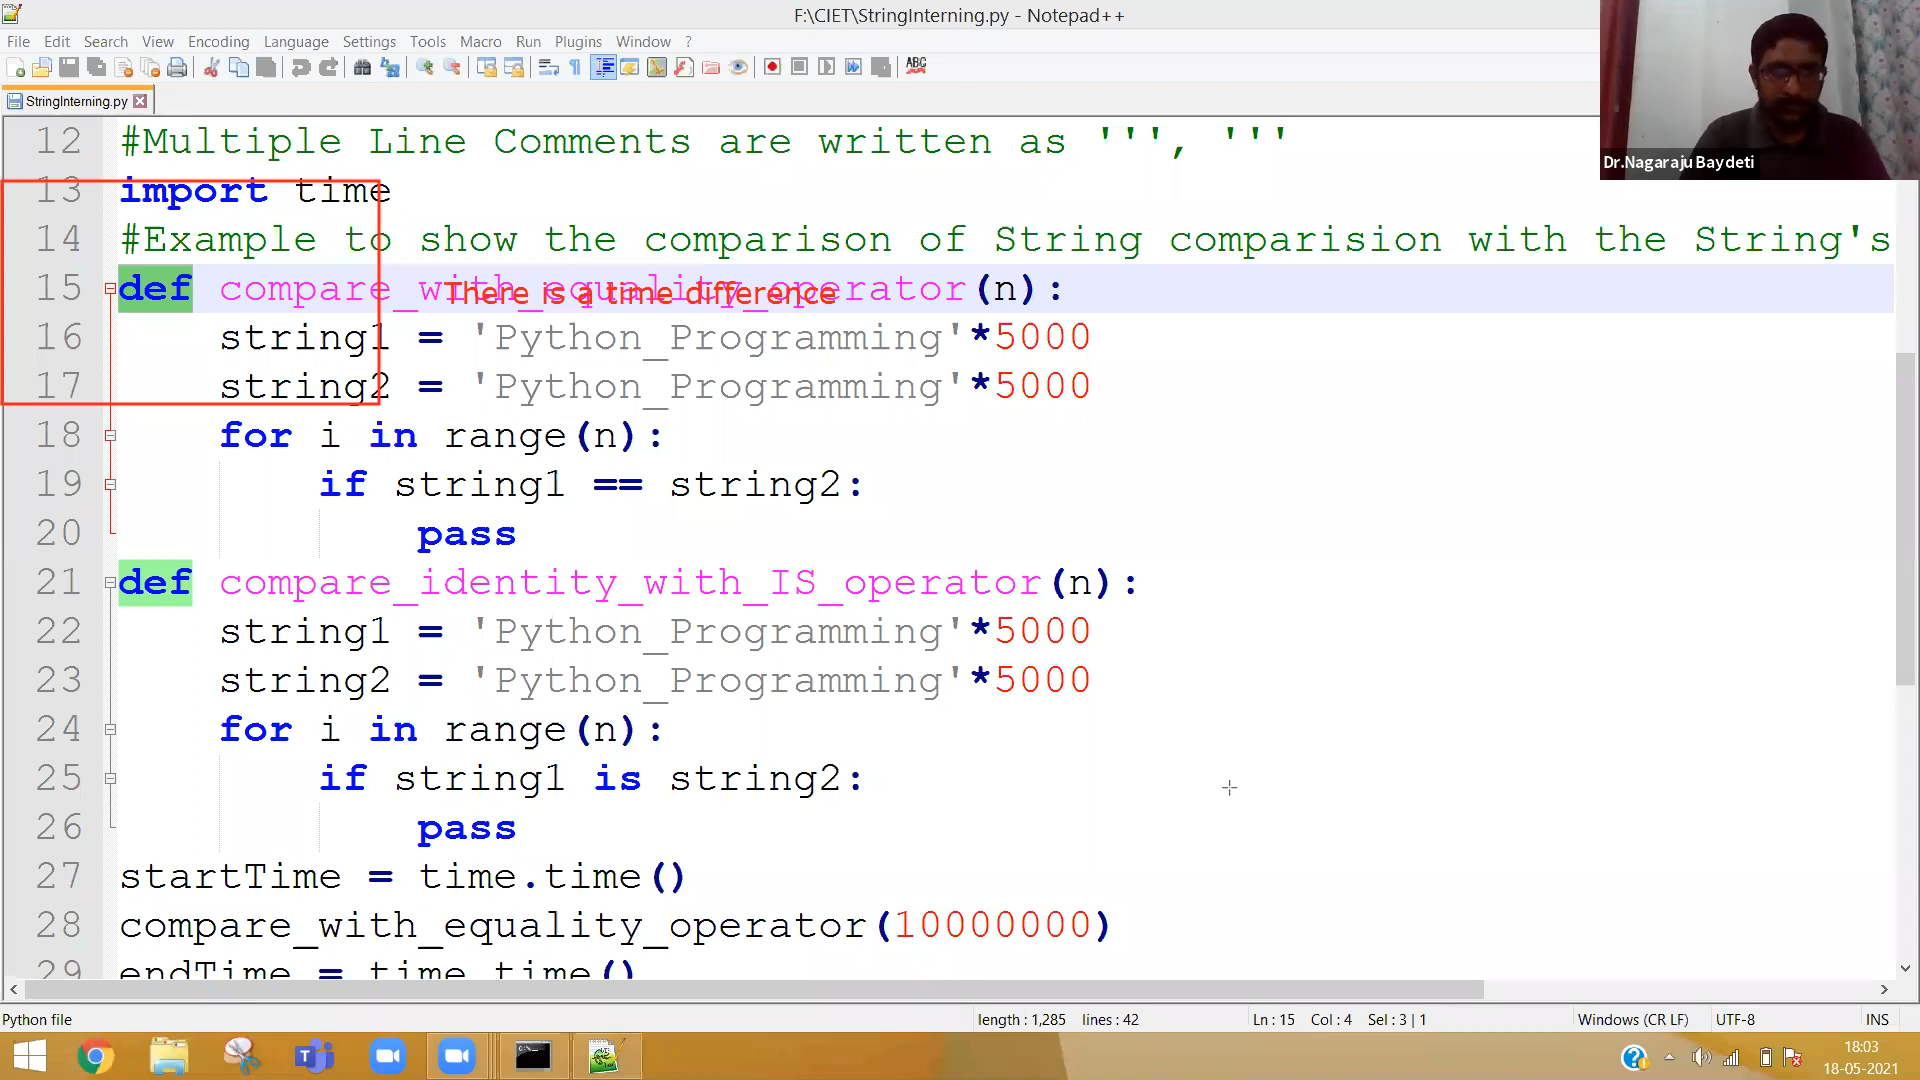 F:\CIET\StringInterning.py - Notepad++
File Edit Search View Encoding Language Settings Tools Macro Run Plugins Window ?
ABC
StringInterning.py
Dr.Nagaraju Baydeti
12 #Multiple Line Comments are written as ''', '''
13 import time
14 #Example to show the comparison of String comparision with the String's
15 def compare_with_equality_operator(n):
There is a time difference
16 string1 = 'Python_Programming'*5000
17 string2 = 'Python_Programming'*5000
18 for i in range(n):
19 if string1 == string2:
20 pass
21 def compare_identity_with_IS_operator(n):
22 string1 = 'Python_Programming'*5000
23 string2 = 'Python_Programming'*5000
24 for i in range(n):
25 if string1 is string2:
26 pass
27 startTime = time.time()
28 compare_with_equality_operator(10000000)
29 endTime = time.time()
Python file length : 1,285 lines : 42 Ln : 15 Col : 4 Sel : 3 | 1 Windows (CR LF) UTF-8 INS
18:03
18-05-2021